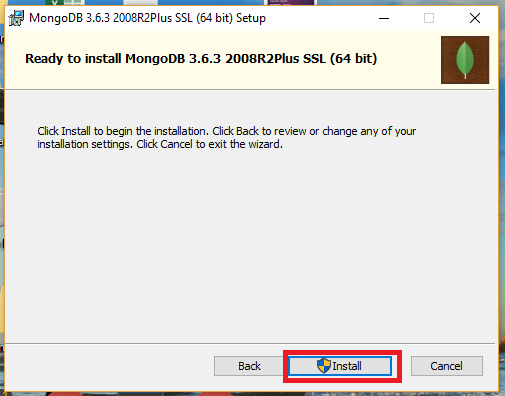 MongoDB 3.6.3 2008R2Plus SSL (64 bit) Setup
Ready to install MongoDB 3.6.3 2008R2Plus SSL (64 bit)
Click Install to begin the installation. Click Back to review or change any of your
installation settings. Click Cancel to exit the wizard.
Back Install Cancel